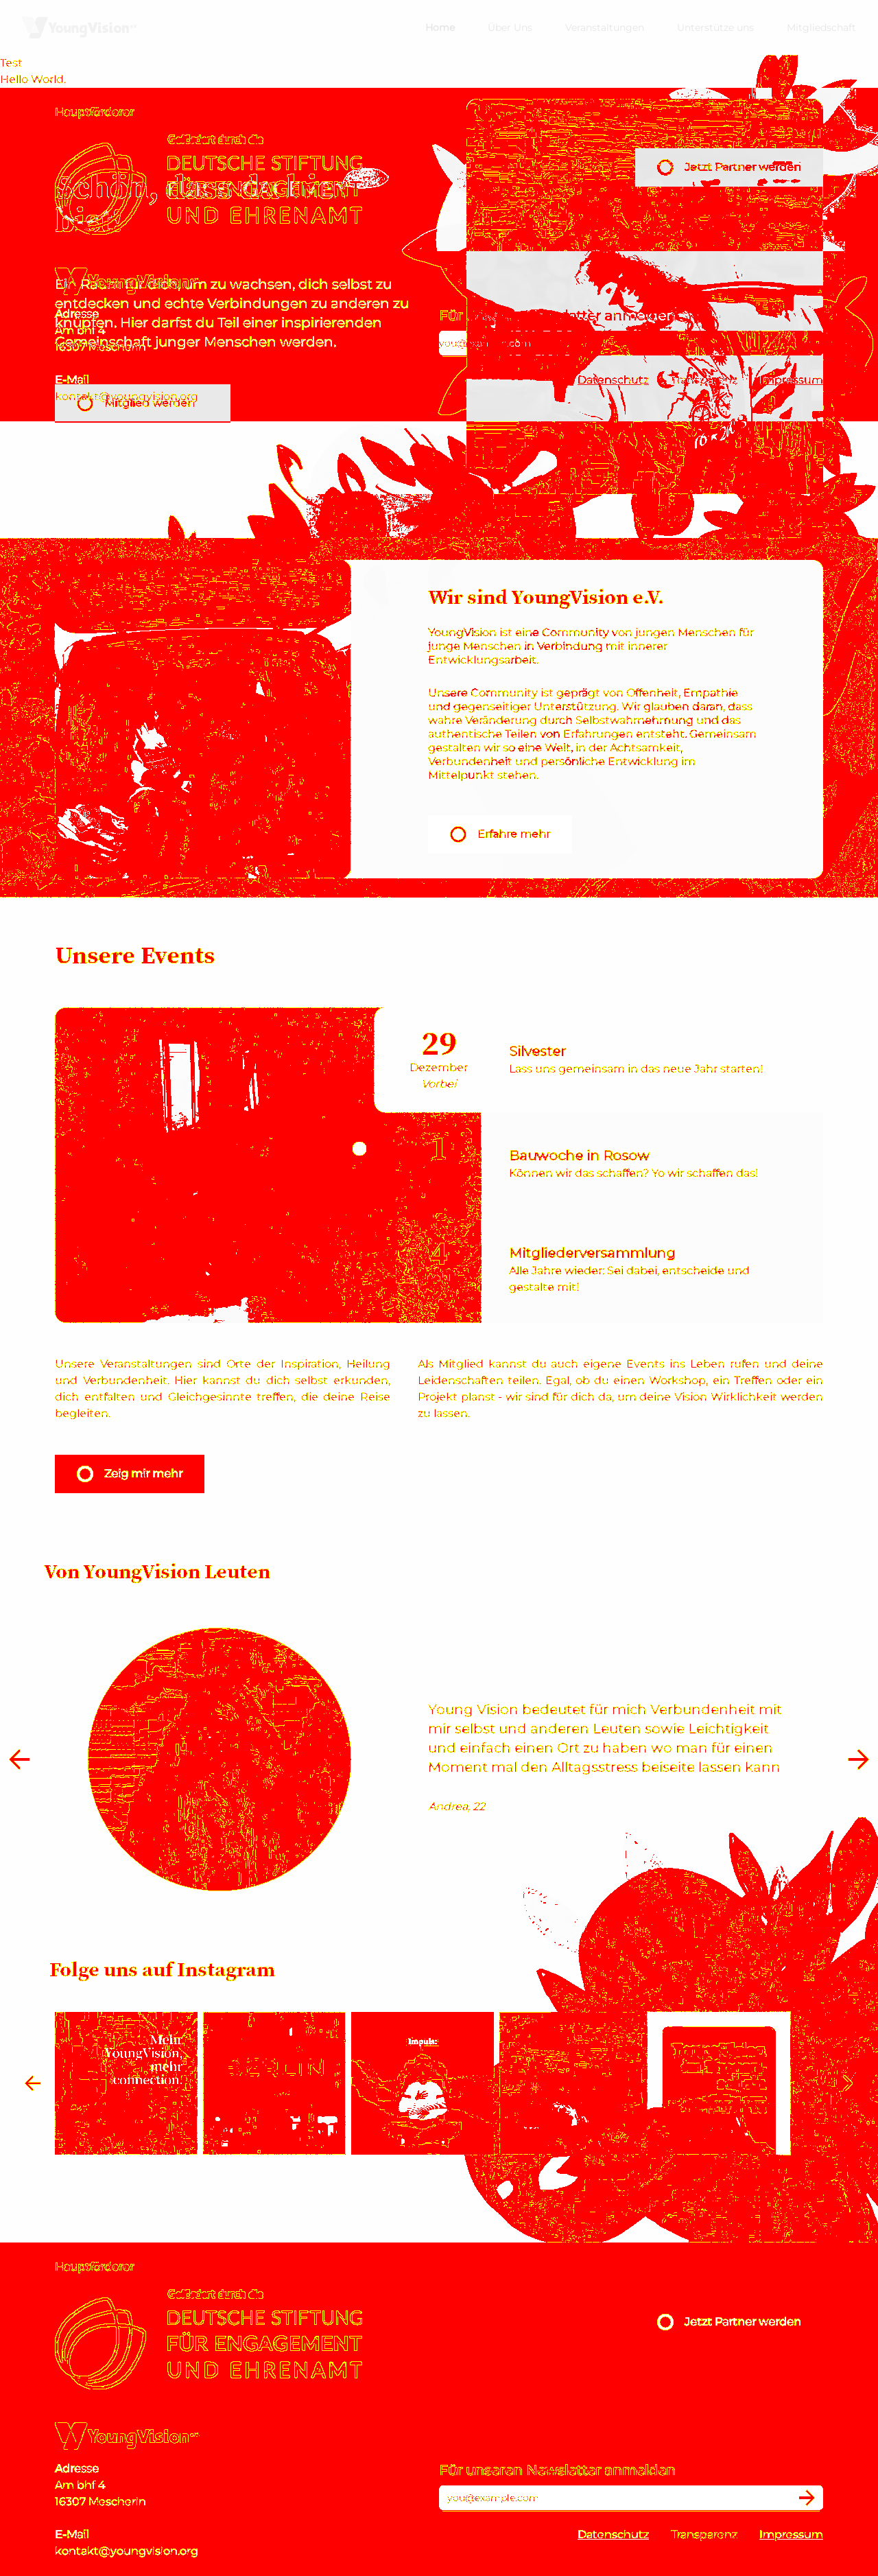 YoungVision
Home Über Uns Veranstaltungen Unterstütze uns Mitgliedschaft
Test
Hello World.
Hauptförderer
Gefördert durch
DEUTSCHE STIFTUNG
Schön, dass du hier
bist!
ENGAGEMENT
UND EHRENAMT
Jetzt Partner werden
YoungVision
Ein Raum für dich, um zu wachsen, dich selbst zu
entdecken und echte Verbindungen zu anderen zu
knüpfen. Hier darfst du Teil einer inspirierenden
Gemeinschaft junger Menschen werden.
Adresse
Am bhf 4
16307 Mescherin
Für
anmelden
E-Mail
kontakt@youngvision.org
Mitglied werden
Datenschutz Transparenz Impressum
Wir sind YoungVision e.V.
YoungVision ist eine Community von jungen Menschen für
junge Menschen in Verbindung mit innerer
Entwicklungsarbeit.
Unsere Community ist geprägt von Offenheit, Empathie
und gegenseitiger Unterstützung. Wir glauben daran, dass
wahre Veränderung durch Selbstwahrnehmung und das
authentische Teilen von Erfahrungen entsteht. Gemeinsam
gestalten wir so eine Welt, in der Achtsamkeit,
Verbundenheit und persönliche Entwicklung im
Mittelpunkt stehen.
Erfahre mehr
Unsere Events
29
Dezember
Vorbei
Silvester
Lass uns gemeinsam in das neue Jahr starten!
1
Bauwoche in Rosow
Können wir das schaffen? Yo wir schaffen das!
4
Mitgliederversammlung
Alle Jahre wieder: Sei dabei, entscheide und
gestalte mit!
Unsere Veranstaltungen sind Orte der Inspiration, Heilung
und Verbundenheit. Hier kannst du dich selbst erkunden,
dich entfalten und Gleichgesinnte treffen, die deine Reise
begleiten.
Als Mitglied kannst du auch eigene Events ins Leben rufen und deine
Leidenschaften teilen. Egal, ob du einen Workshop, ein Treffen oder ein
Projekt planst - wir sind für dich da, um deine Vision Wirklichkeit werden
zu lassen.
Zeig mir mehr
Von YoungVision Leuten
Young Vision bedeutet für mich Verbundenheit mit
mir selbst und anderen Leuten sowie Leichtigkeit
und einfach einen Ort zu haben wo man für einen
Moment mal den Alltagsstress beiseite lassen kann
Andrea, 22
Folge uns auf Instagram
Mehr
YoungVision,
mehr
connection.
BERLIN
Impuls:
Hauptförderer
Gefördert durch
DEUTSCHE STIFTUNG
FÜR ENGAGEMENT
UND EHRENAMT
Jetzt Partner werden
YoungVision
Adresse
Am bhf 4
16307 Mescherin
Für unseren Newsletter anmelden
you@example.com
E-Mail
kontakt@youngvision.org
Datenschutz Transparenz Impressum